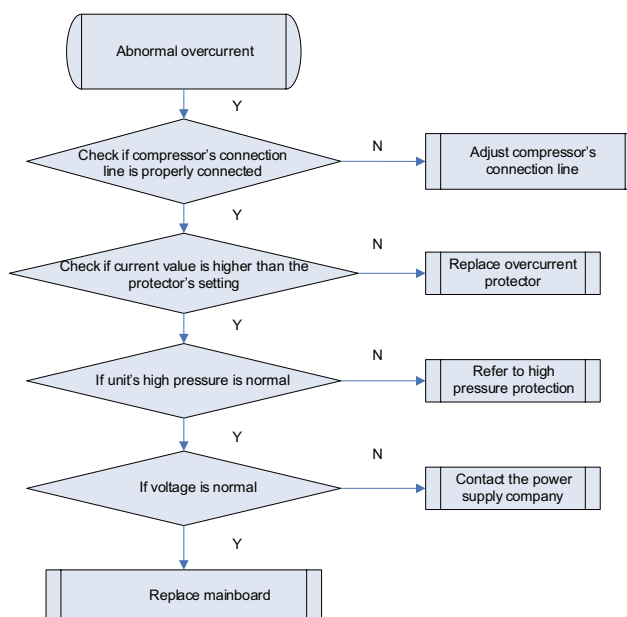 Abnormal overcurrent
Y
Check if compressor's connection
line is properly connected
N
Adjust compressor's
connection line
Y
Check if current value is higher than the
protector's setting
N
Replace overcurrent
protector
Y
If unit's high pressure is normal
N
Refer to high
pressure protection
Y
If voltage is normal
N
Contact the power
supply company
Y
Replace mainboard